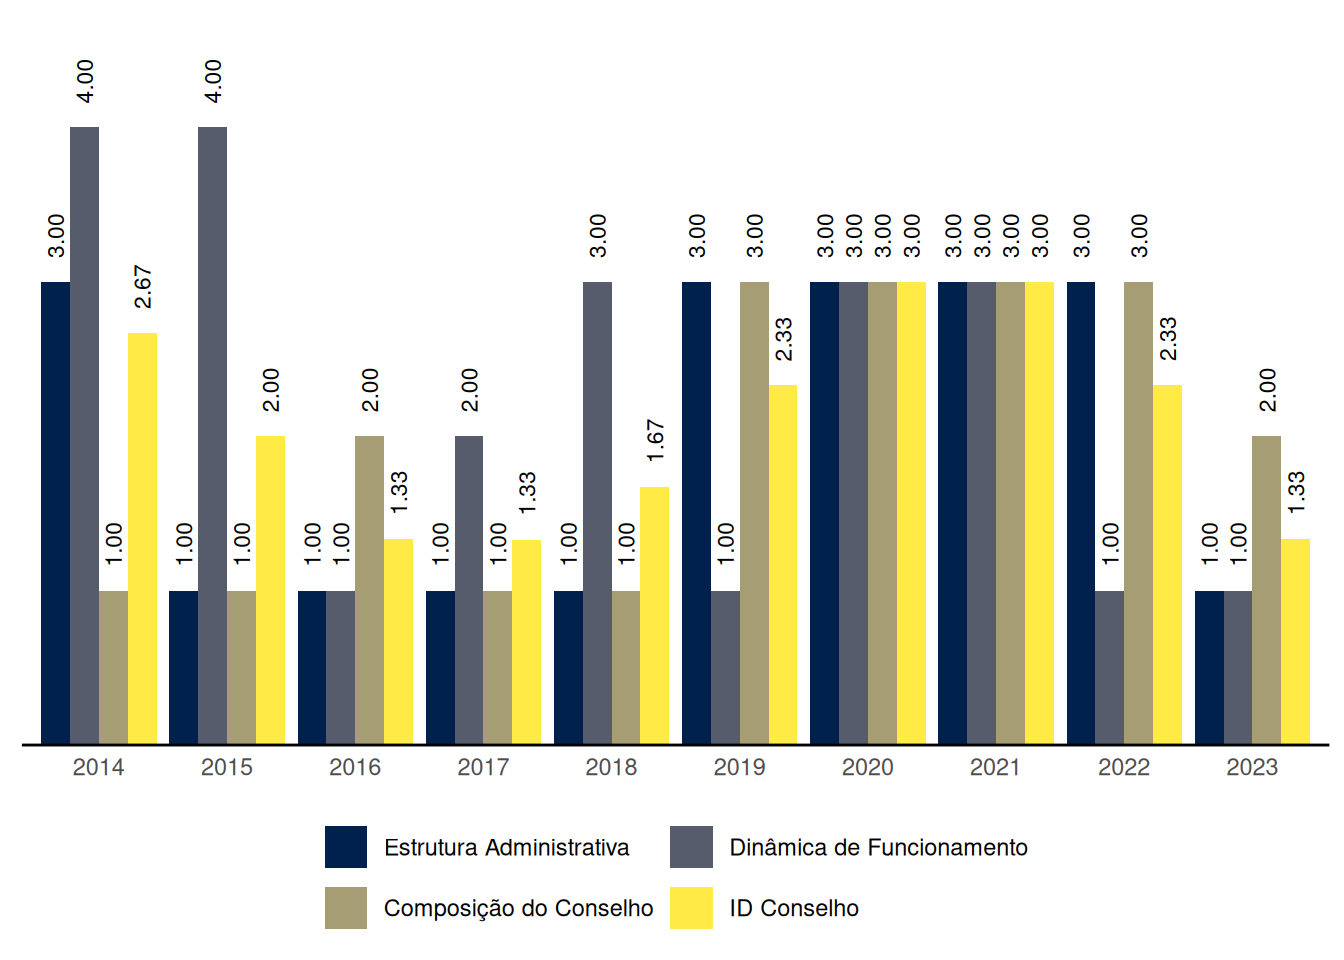 4.00 4.00
3.00 3.00 3.00 3.00 3.00 3.00 3.00 3.00 3.00 3.00 3.00 3.00 3.00 3.00
2.67
2.33 2.33
2.00 2.00 2.00 2.00
1.67
1.33 1.33 1.33
1.00 1.00 1.00 1.00 1.00 1.00 1.00 1.00 1.00 1.00 1.00 1.00 1.00
2014 2015 2016 2017 2018 2019 2020 2021 2022 2023
Estrutura Administrativa Dinâmica de Funcionamento
Composição do Conselho ID Conselho